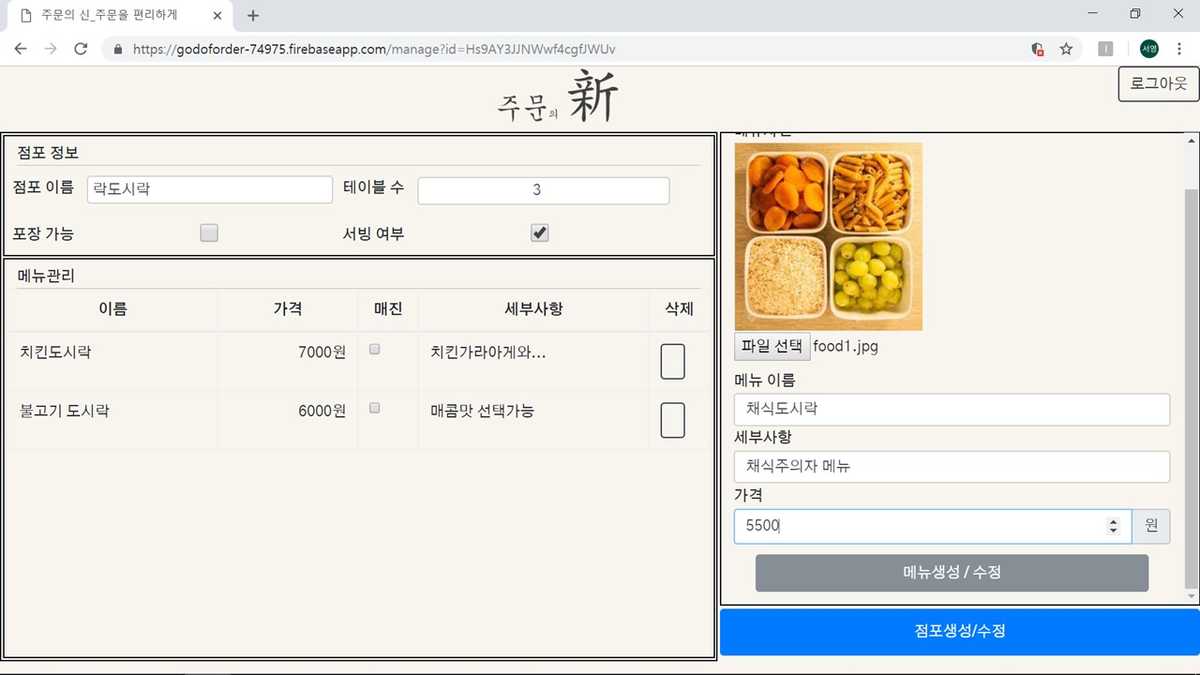 주문의 신_주문을 편리하게
https://godoforder-74975.firebaseapp.com/manage?id=Hs9AY3JJNWwf4cgfJWUv
서영
주문의 新
로그아웃
점포 정보
점포 이름 락도시락 테이블 수 3
포장 가능 서빙 여부
메뉴관리
이름 가격 매진 세부사항 삭제
치킨도시락 7000원 치킨가라아게와...
불고기 도시락 6000원 매콤맛 선택가능
파일 선택 food1.jpg
메뉴 이름
채식도시락
세부사항
채식주의자 메뉴
가격
5500 원
메뉴생성 / 수정
점포생성/수정